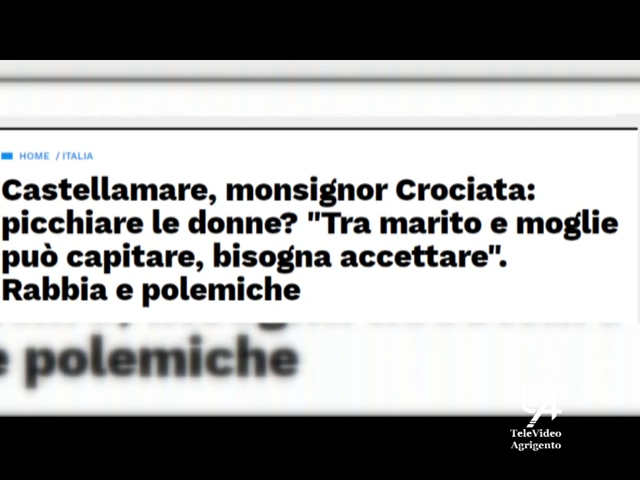 HOME / ITALIA
Castellamare, monsignor Crociata:
picchiare le donne? "Tra marito e moglie
può capitare, bisogna accettare".
Rabbia e polemiche
e polemiche
TeleVideo
Agrigento